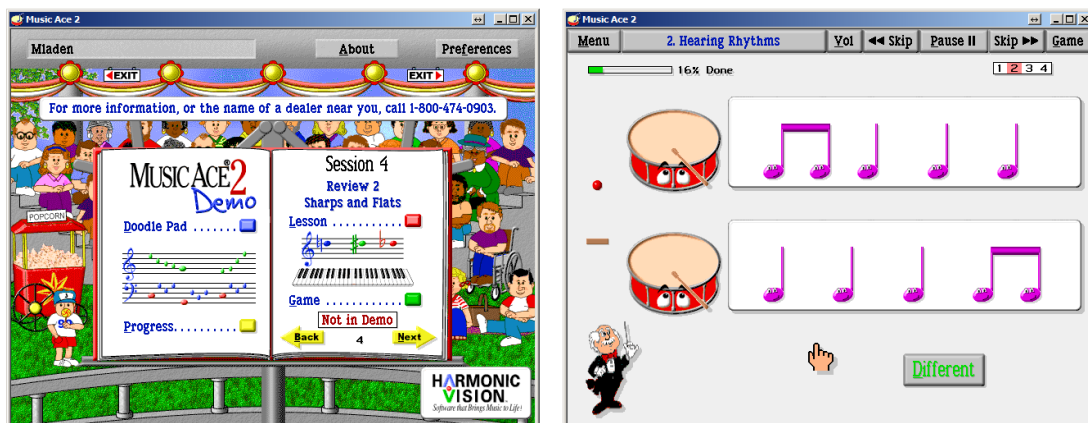 Music Ace 2
Mladen
About
Preferences
EXIT
EXIT
For more information, or the name of a dealer near you, call 1-800-474-0903.
POPCORN
MUSIC ACE® 2
Demo
Doodle Pad ........
Progress..........
Session 4
Review 2
Sharps and Flats
Lesson ...........
Game ............
Not in Demo
Back
4
Next
HARMONIC
VISION
Software that Brings Music to Life!
Music Ace 2
Menu
2. Hearing Rhythms
Vol
Skip
Pause
Skip
Game
16% Done
1 2 3 4
Different